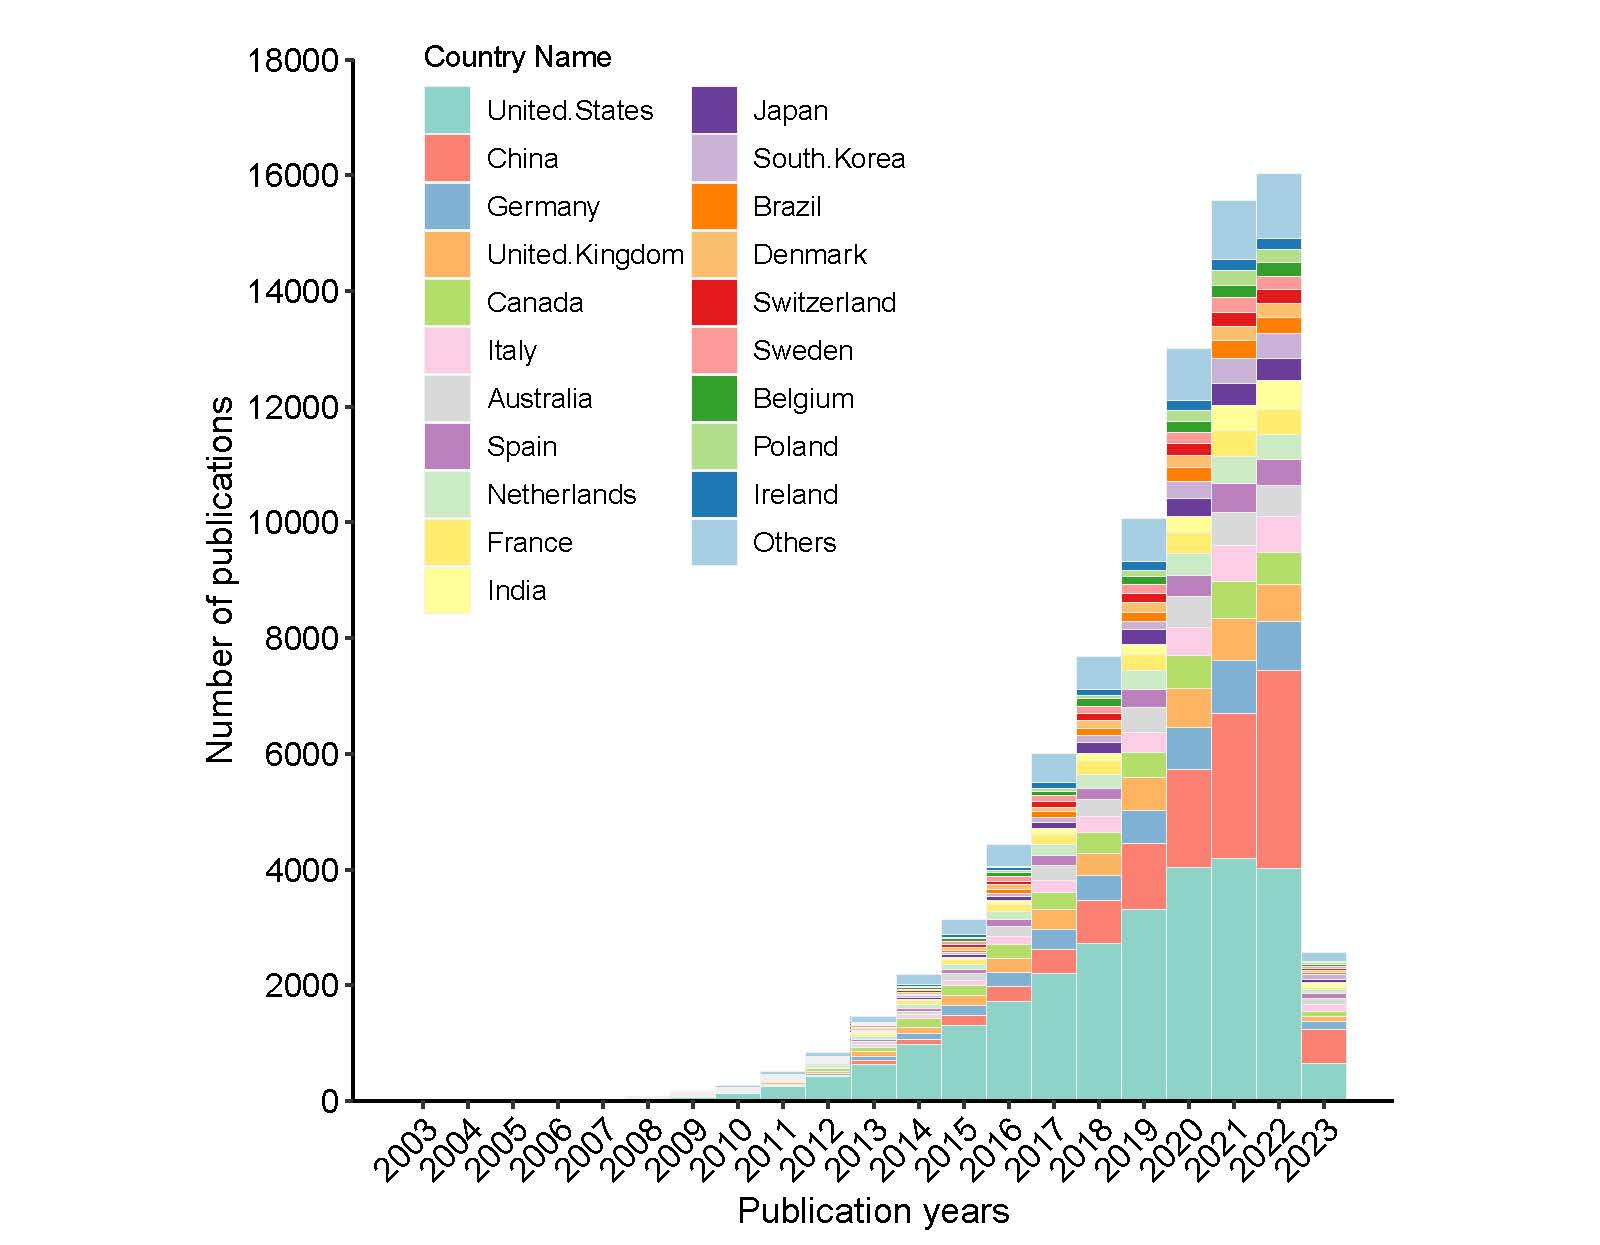 Country Name
United.States
China
Germany
United.Kingdom
Canada
Italy
Australia
Spain
Netherlands
France
India
Japan
South.Korea
Brazil
Denmark
Switzerland
Sweden
Belgium
Poland
Ireland
Others
Number of publications
18000
16000
14000
12000
10000
8000
6000
4000
2000
0
2003
2004
2005
2006
2007
2008
2009
2010
2011
2012
2013
2014
2015
2016
2017
2018
2019
2020
2021
2022
2023
Publication years